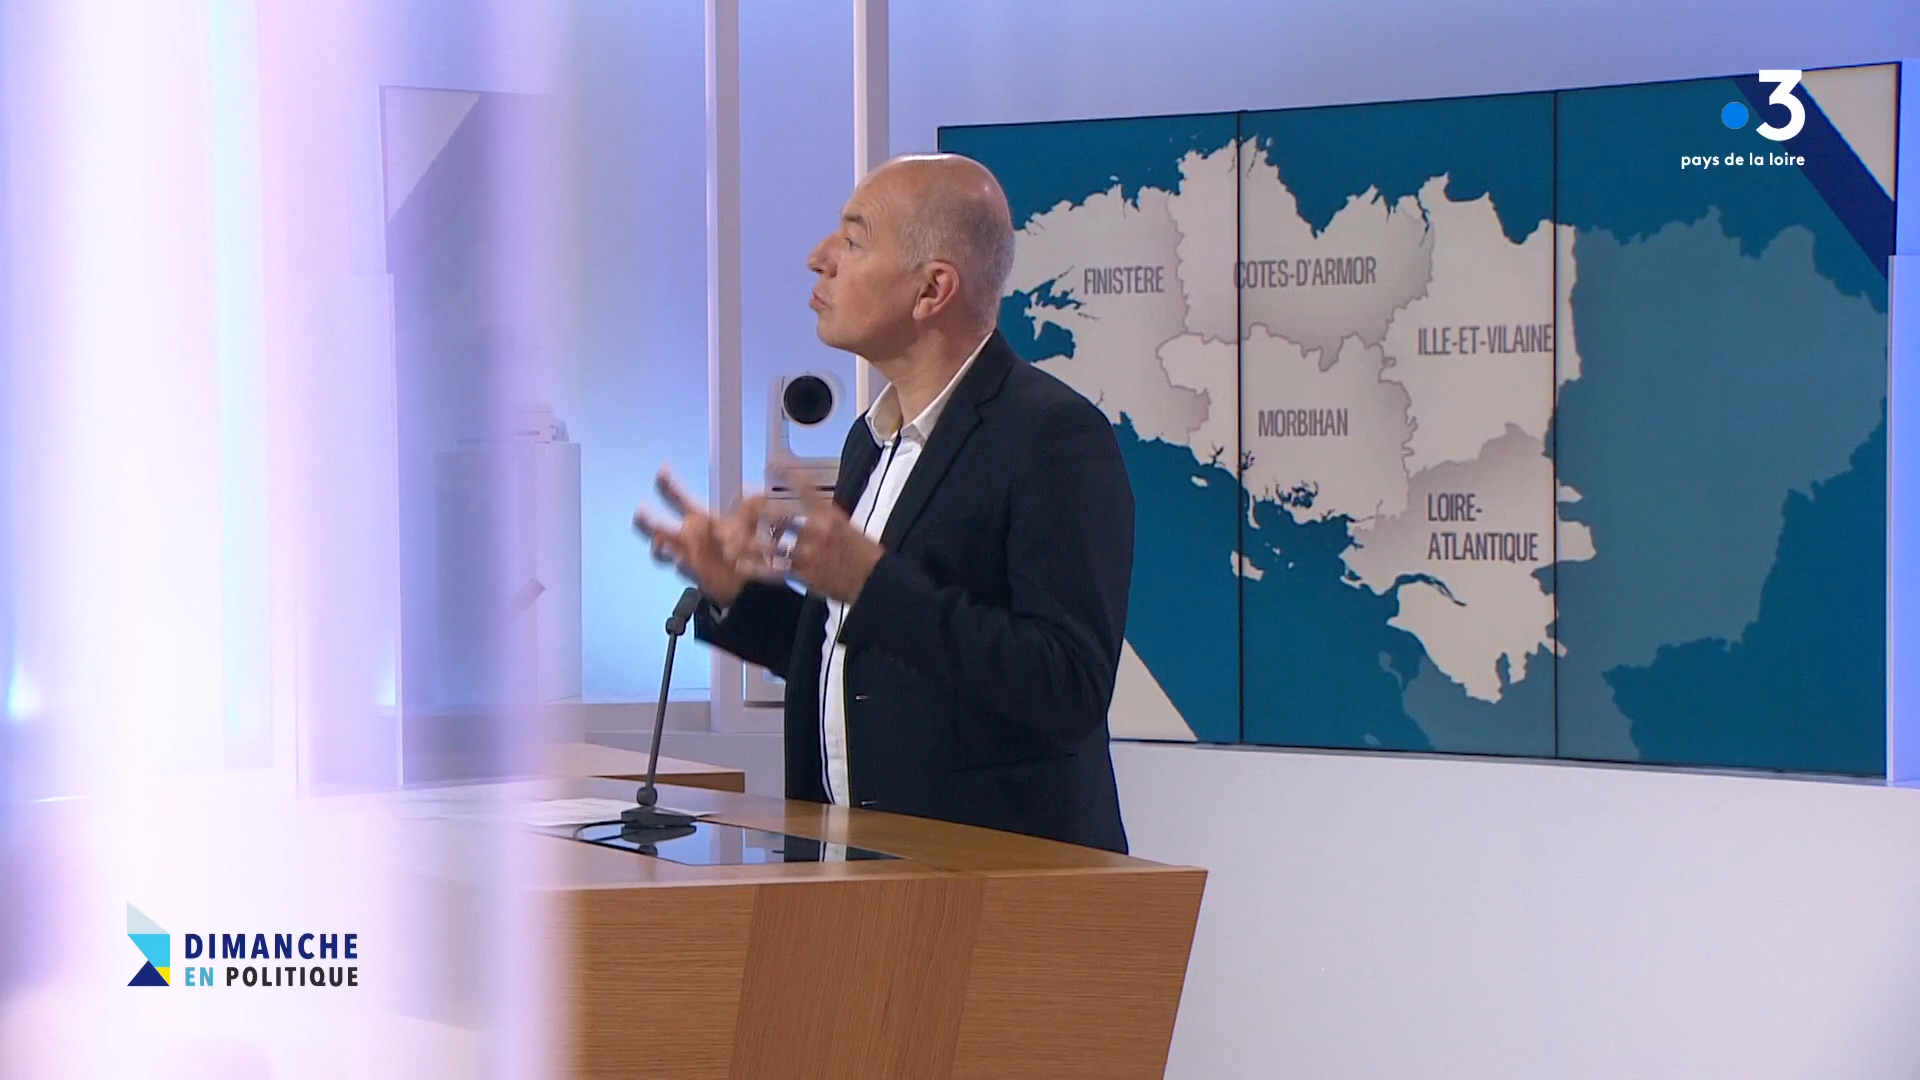 3
pays de la loire
FINISTÈRE
COTES-D'ARMOR
ILLE-ET-VILAINE
MORBIHAN
LOIRE-
ATLANTIQUE
DIMANCHE
EN POLITIQUE